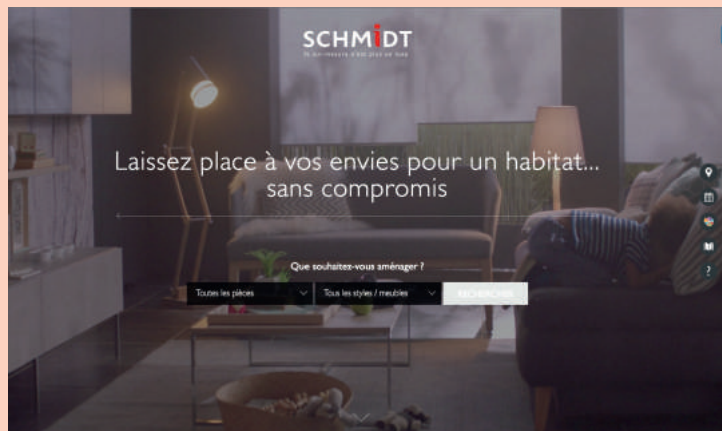 SCHMiDT
Laissez place à vos envies pour un habitat...
sans compromis
Que souhaitez-vous aménager ?
Toutes les pièces
Tous les styles / meubles
RECHERCHER
?